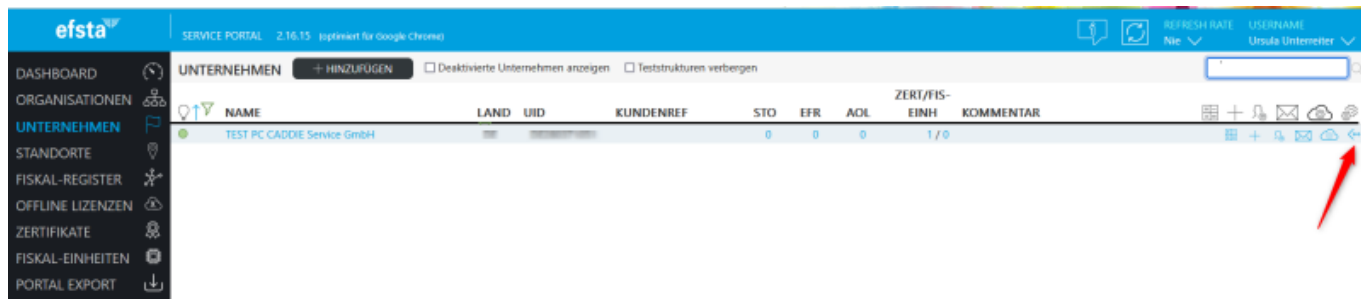 efsta
SERVICE PORTAL 2.16.15 (optimiert für Google Chrome)
REFRESH RATE
Nie
USERNAME
Ursula Unterreiter
DASHBOARD
ORGANISATIONEN
UNTERNEHMEN
STANDORTE
FISKAL-REGISTER
OFFLINE LIZENZEN
ZERTIFIKATE
FISKAL-EINHEITEN
PORTAL EXPORT
UNTERNEHMEN + HINZUFÜGEN Deaktivierte Unternehmen anzeigen Teststrukturen verbergen
NAME LAND UID KUNDENREF STO EFR AOL ZERT/FIS-EINH KOMMENTAR
TEST PC CADDIE Service GmbH 0 0 0 1 / 0